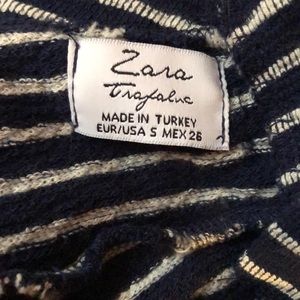 Zara
Trafaluc
MADE IN TURKEY
EUR/USA S MEX 26